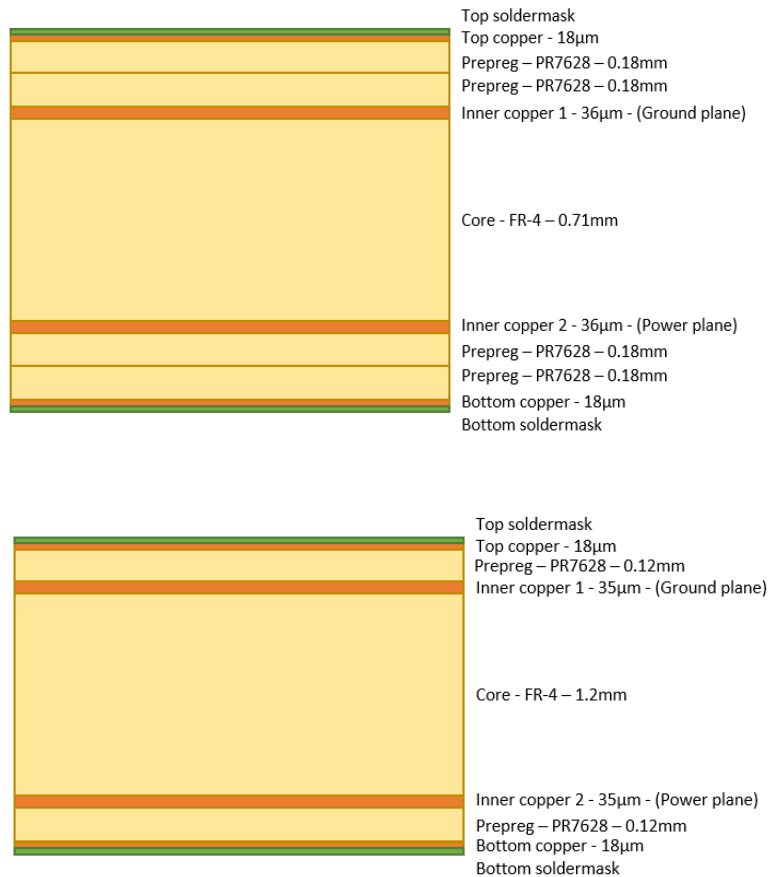 Top soldermask
Top copper - 18µm
Prepreg – PR7628 – 0.18mm
Prepreg – PR7628 – 0.18mm
Inner copper 1 - 36µm - (Ground plane)
Core - FR-4 – 0.71mm
Inner copper 2 - 36µm - (Power plane)
Prepreg – PR7628 – 0.18mm
Prepreg – PR7628 – 0.18mm
Bottom copper - 18µm
Bottom soldermask
Top soldermask
Top copper - 18µm
Prepreg – PR7628 – 0.12mm
Inner copper 1 - 35µm - (Ground plane)
Core - FR-4 – 1.2mm
Inner copper 2 - 35µm - (Power plane)
Prepreg – PR7628 – 0.12mm
Bottom copper - 18µm
Bottom soldermask